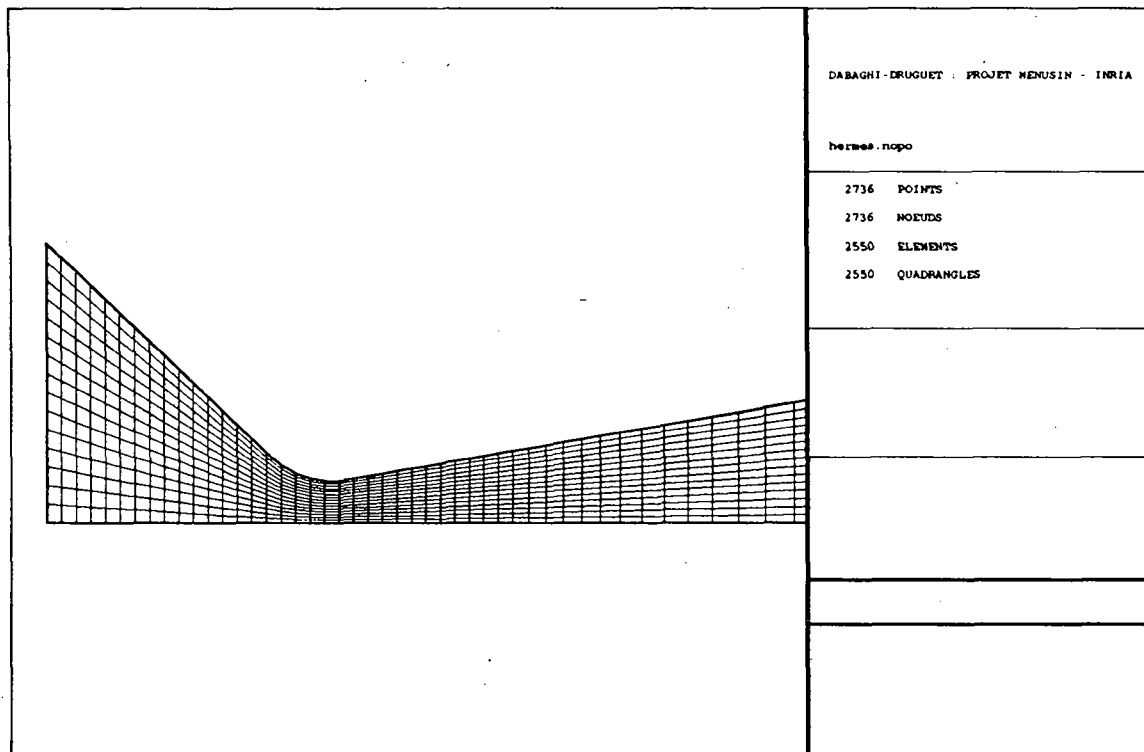 DABAGHI-DRUGUET : PROJET MENUSIN - INRIA
hermes.nopo
2736 POINTS
2736 NOEUDS
2550 ELEMENTS
2550 QUADRANGLES